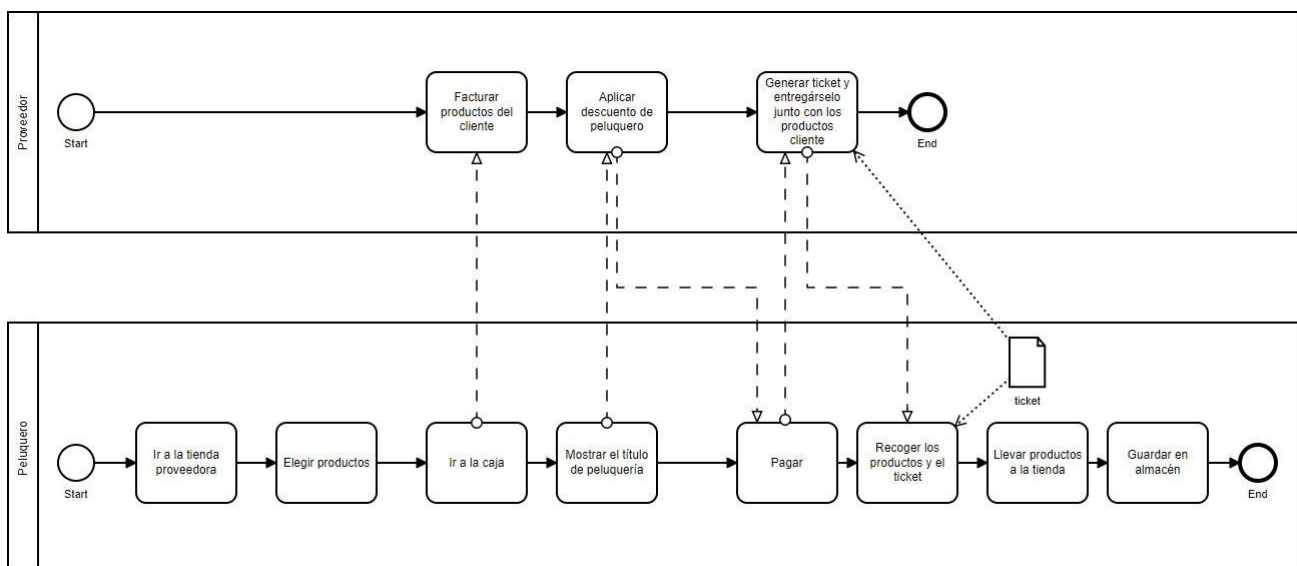 Proveedor
Start
Facturar
productos del
cliente
Aplicar
descuento de
peluquero
Generar ticket y
entregárselo
junto con los
productos
cliente
End
Peluquero
Start
Ir a la tienda
proveedora
Elegir productos
Ir a la caja
Mostrar el título
de peluquería
Pagar
Recoger los
productos y el
ticket
ticket
Llevar productos
a la tienda
Guardar en
almacén
End